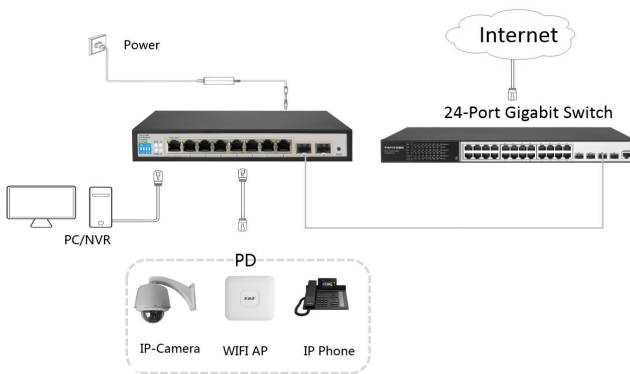 Internet
Power
24-Port Gigabit Switch
PC/NVR
PD
IP-Camera
WIFI AP
IP Phone